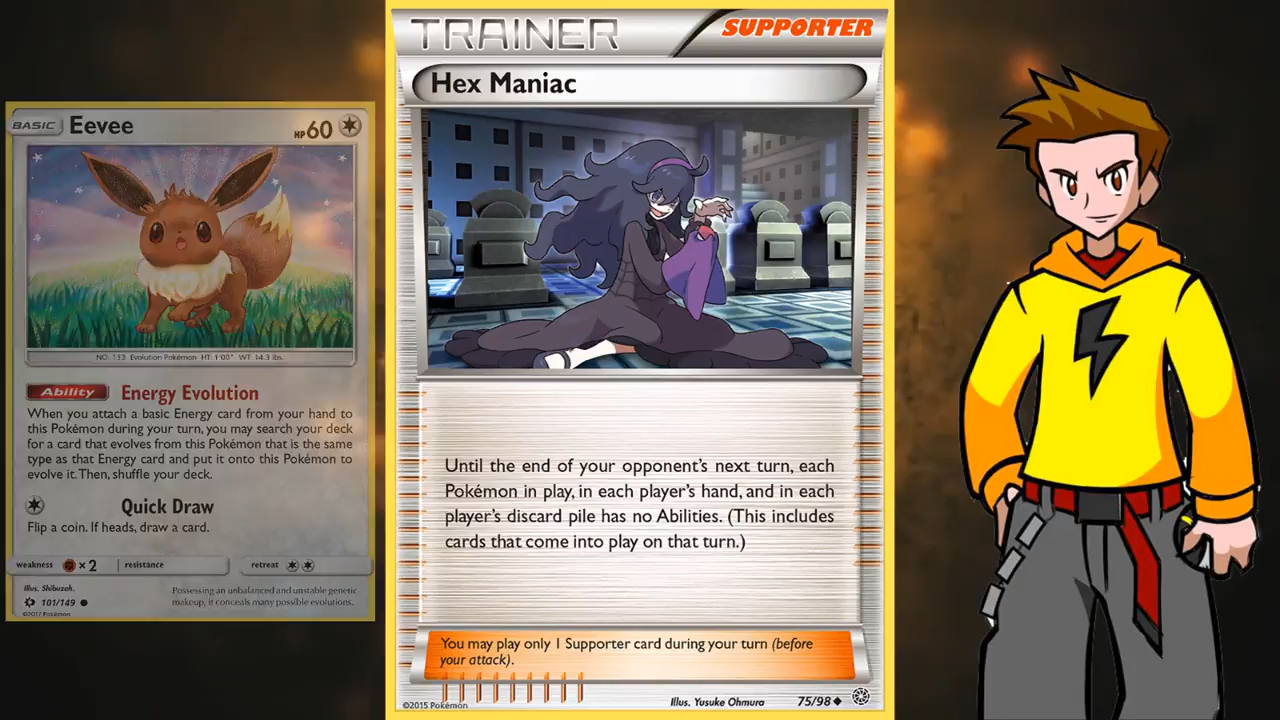 BASIC Eevee HP 60
NO. 133 Evolution Pokémon HT: 1'00" WT: 14.3 lbs.
Ability Energy Evolution
When you attach a basic Energy card from your hand to
this Pokémon during your turn, you may search your deck
for a card that evolves from this Pokémon that is the same
type as that Energy card and put it onto this Pokémon to
evolve it. Then, shuffle your deck.
Quick Draw
Flip a coin. If heads, draw a card.
weakness ×2 resistance retreat
Illus. Shibuzoh.
101/149
©2017 Pokémon
Possessing an unbalanced and unstable genetic
makeup, it conceals many possible evolutions.
TRAINER SUPPORTER
Hex Maniac
Until the end of your opponent's next turn, each
Pokémon in play, in each player's hand, and in each
player's discard pile has no Abilities. (This includes
cards that come into play on that turn.)
You may play only 1 Supporter card during your turn (before
your attack).
©2015 Pokémon
Illus. Yusuke Ohmura 75/98